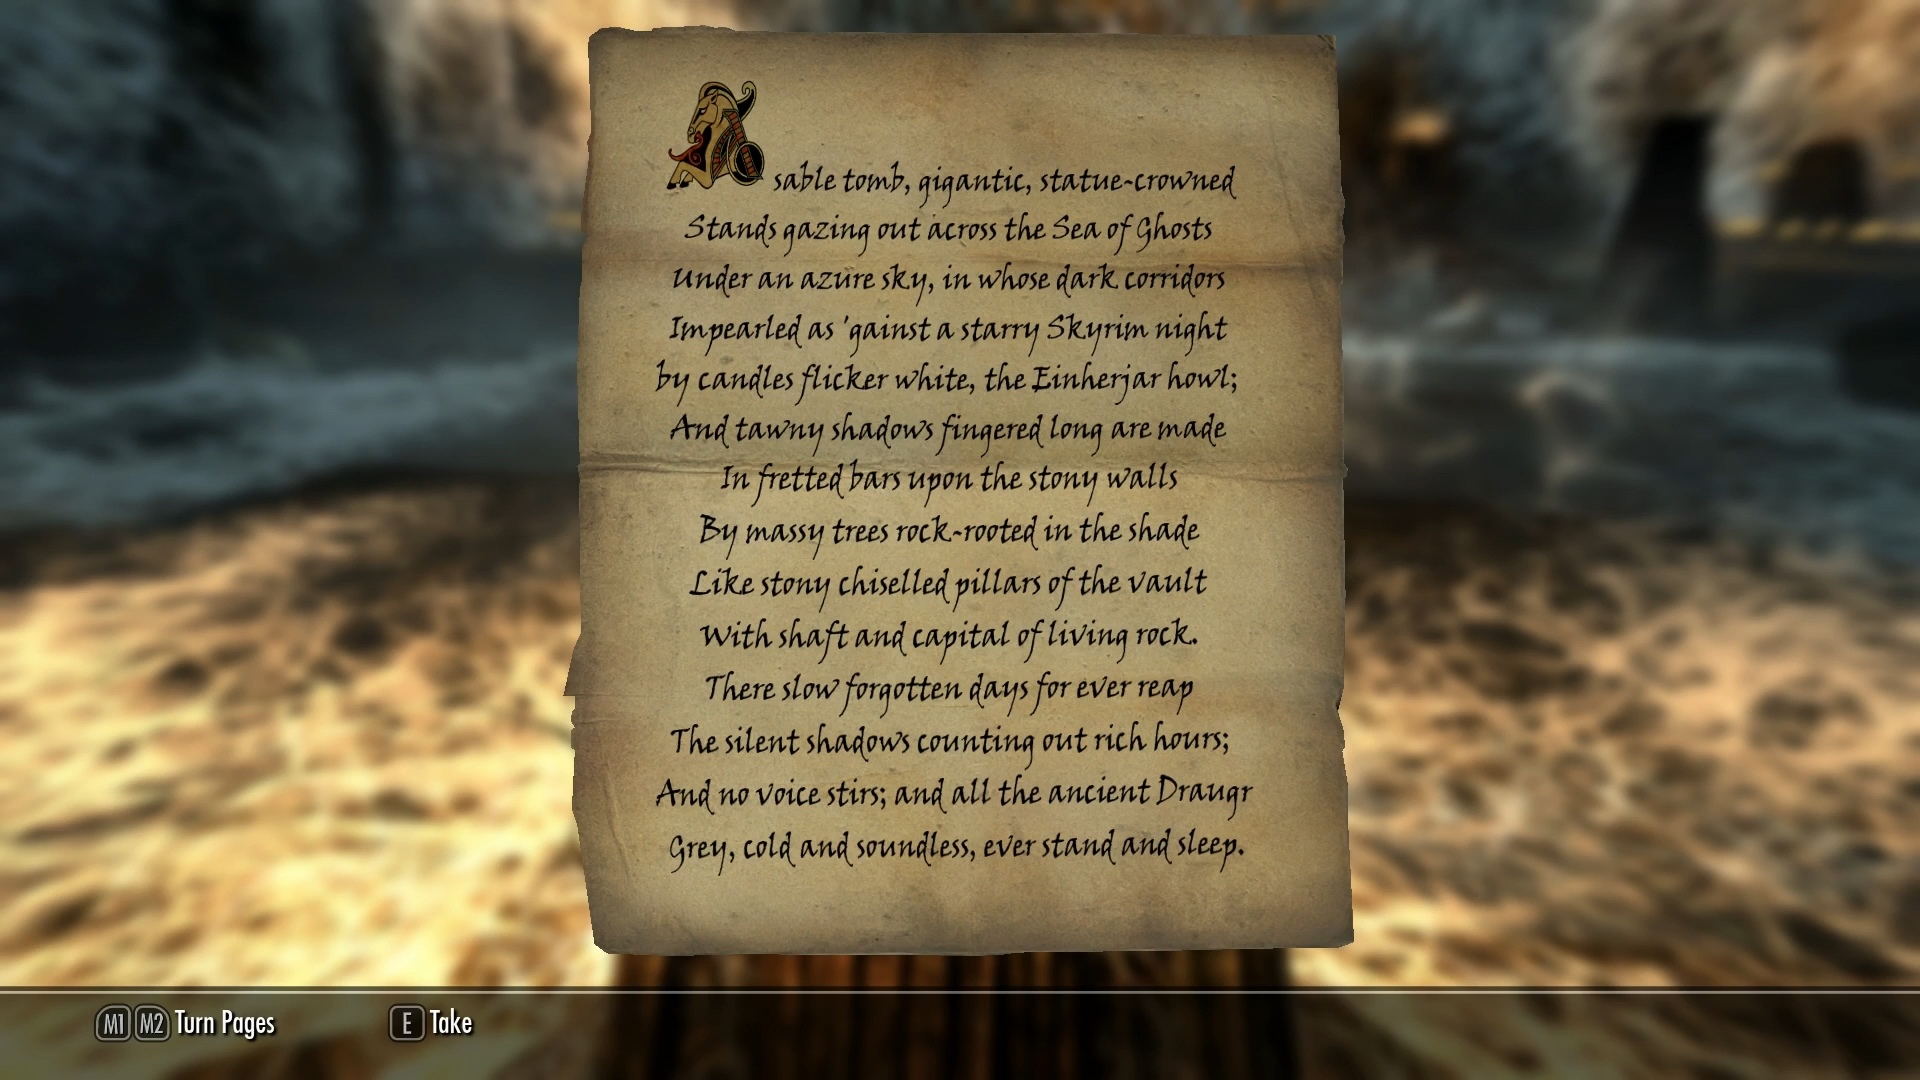 A sable tomb, gigantic, statue-crowned
Stands gazing out across the Sea of Ghosts
Under an azure sky, in whose dark corridors
Impearled as 'gainst a starry Skyrim night
by candles flicker white, the Einherjar howl;
And tawny shadows fingered long are made
In fretted bars upon the stony walls
By massy trees rock-rooted in the shade
Like stony chiselled pillars of the vault
With shaft and capital of living rock.
There slow forgotten days for ever reap
The silent shadows counting out rich hours;
And no voice stirs; and all the ancient Draugr
Grey, cold and soundless, ever stand and sleep.
M1 M2 Turn Pages E Take